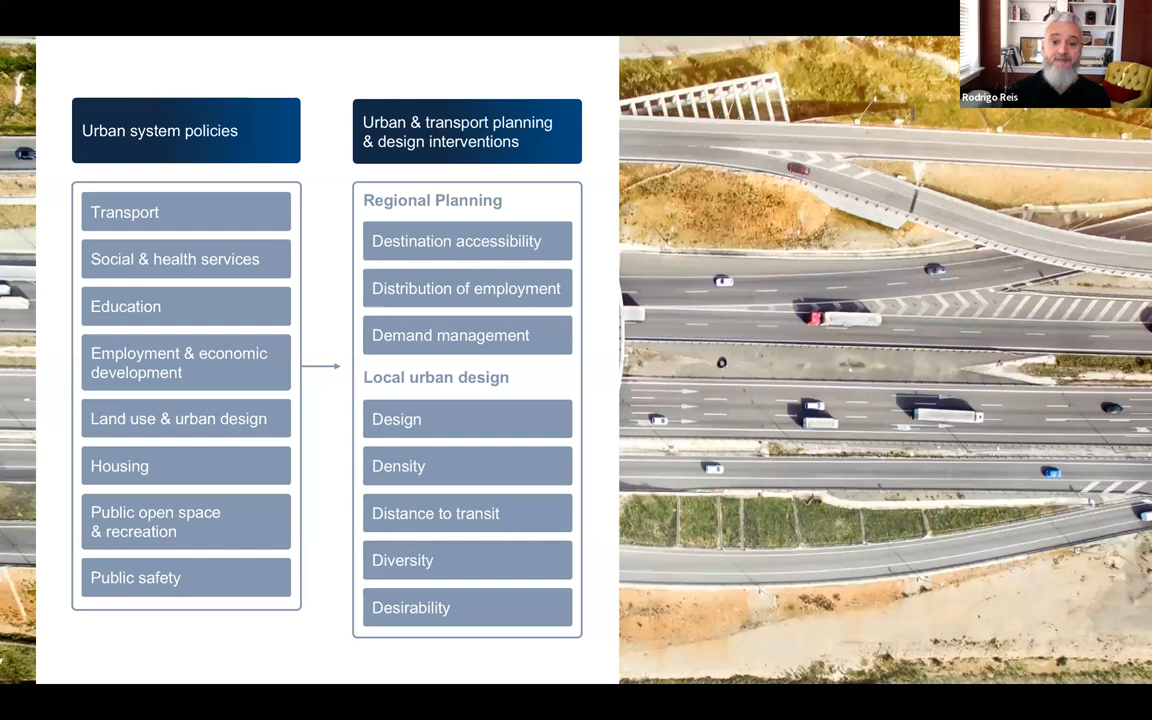 Urban system policies
Transport
Social & health services
Education
Employment & economic
development
Land use & urban design
Housing
Public open space
& recreation
Public safety
Urban & transport planning
& design interventions
Regional Planning
Destination accessibility
Distribution of employment
Demand management
Local urban design
Design
Density
Distance to transit
Diversity
Desirability
Rodrigo Reis